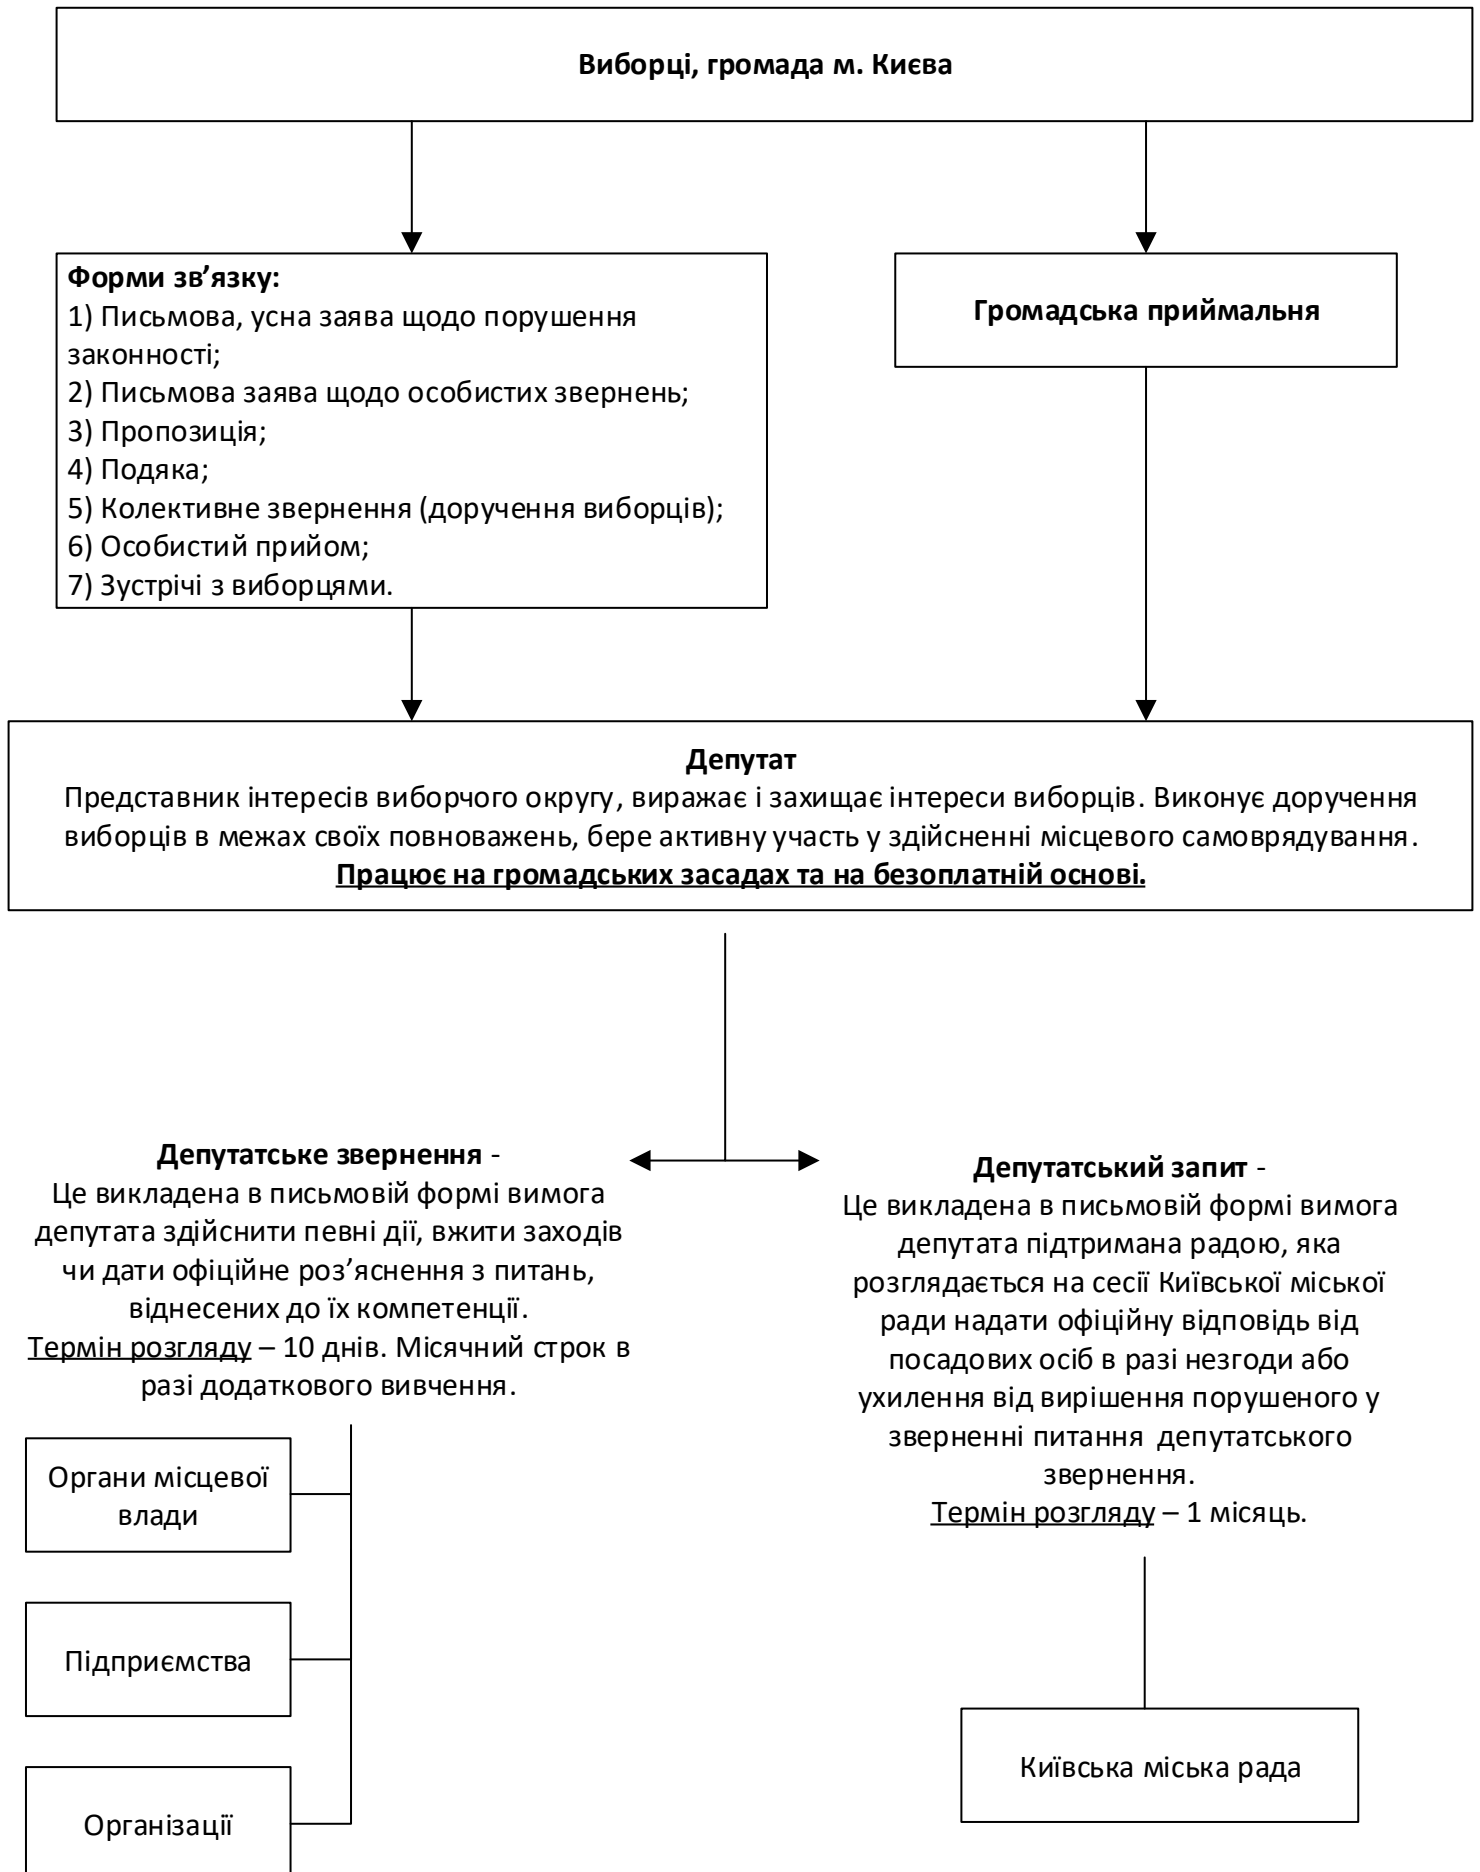 Виборці, громада м. Києва
Форми зв’язку:
1) Письмова, усна заява щодо порушення
законності;
2) Письмова заява щодо особистих звернень;
3) Пропозиція;
4) Подяка;
5) Колективне звернення (доручення виборців);
6) Особистий прийом;
7) Зустрічі з виборцями.
Громадська приймальня
Депутат
Представник інтересів виборчого округу, виражає і захищає інтереси виборців. Виконує доручення
виборців в межах своїх повноважень, бере активну участь у здійсненні місцевого самоврядування.
Працює на громадських засадах та на безоплатній основі.
Депутатське звернення -
Це викладена в письмовій формі вимога
депутата здійснити певні дії, вжити заходів
чи дати офіційне роз’яснення з питань,
віднесених до їх компетенції.
Термін розгляду – 10 днів. Місячний строк в
разі додаткового вивчення.
Органи місцевої
влади
Підприємства
Організації
Депутатський запит -
Це викладена в письмовій формі вимога
депутата підтримана радою, яка
розглядається на сесії Київської міської
ради надати офіційну відповідь від
посадових осіб в разі незгоди або
ухилення від вирішення порушеного у
зверненні питання депутатського
звернення.
Термін розгляду – 1 місяць.
Київська міська рада